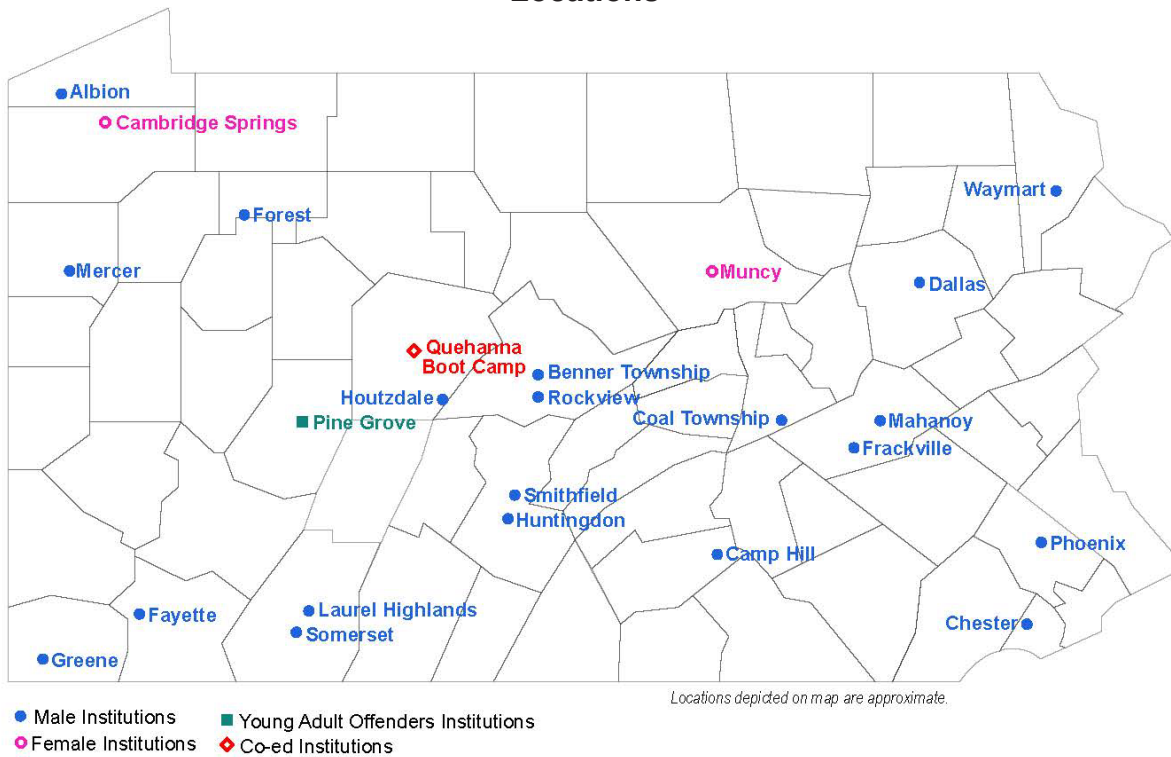 Locations
Albion
Cambridge Springs
Waymart
Forest
Mercer
Muncy
Dallas
Quehanna
Boot Camp
Benner Township
Houtzdale
Rockview
Pine Grove
Coal Township
Mahanoy
Frackville
Smithfield
Huntingdon
Phoenix
Camp Hill
Laurel Highlands
Fayette
Chester
Somerset
Greene
Locations depicted on map are approximate.
Male Institutions
Young Adult Offenders Institutions
Female Institutions
Co-ed Institutions